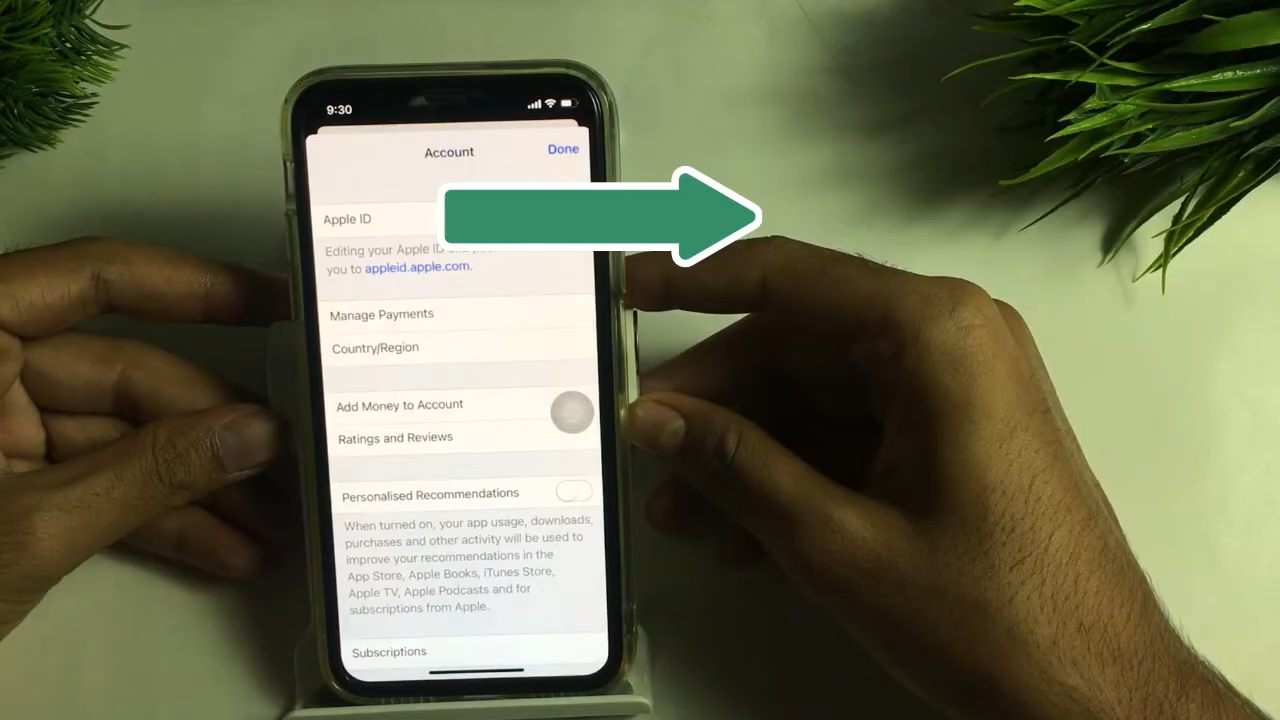 9:30
Account
Done
Apple ID
Editing your Apple ID
you to appleid.apple.com.
Manage Payments
Country/Region
Add Money to Account
Ratings and Reviews
Personalised Recommendations
When turned on, your app usage, downloads,
purchases and other activity will be used to
improve your recommendations in the
App Store, Apple Books, iTunes Store,
Apple TV, Apple Podcasts and for
subscriptions from Apple.
Subscriptions